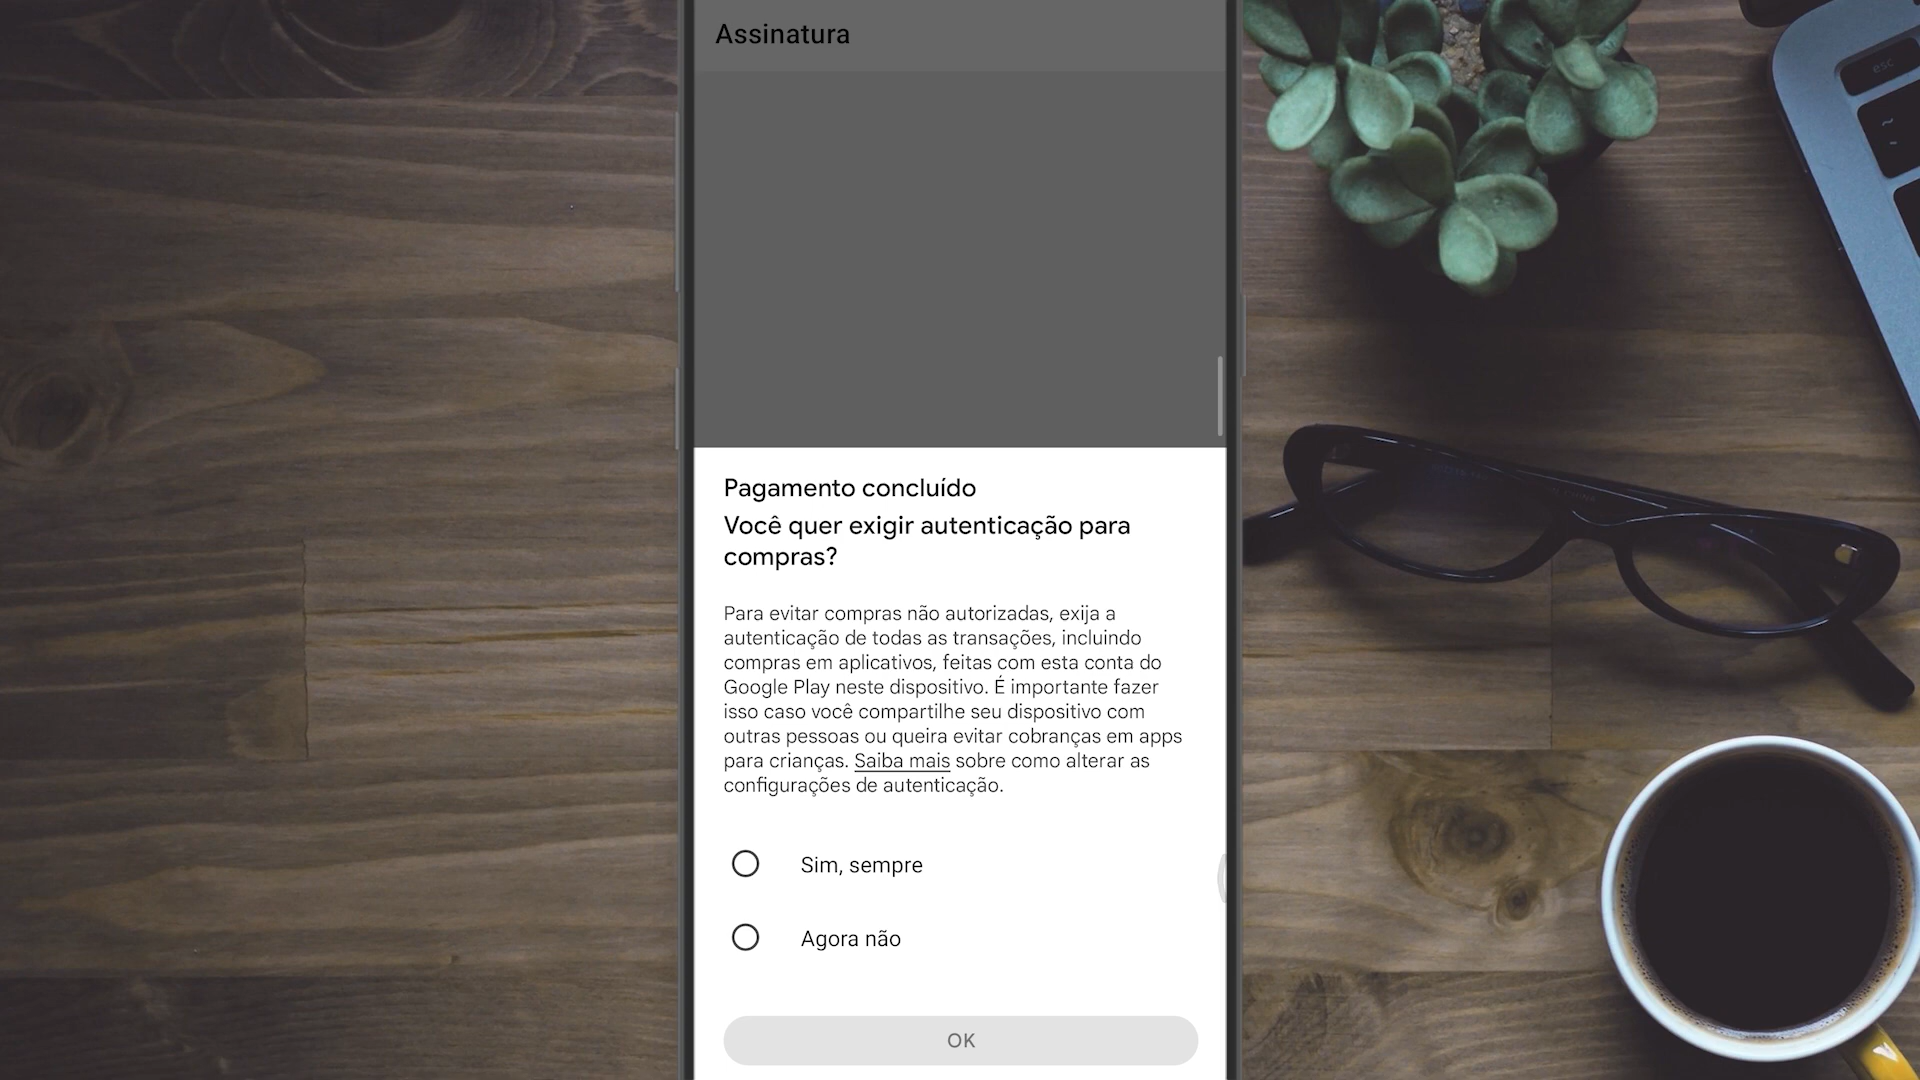 Assinatura
esc
Pagamento concluído
Você quer exigir autenticação para
compras?
Para evitar compras não autorizadas, exija a
autenticação de todas as transações, incluindo
compras em aplicativos, feitas com esta conta do
Google Play neste dispositivo. É importante fazer
isso caso você compartilhe seu dispositivo com
outras pessoas ou queira evitar cobranças em apps
para crianças. Saiba mais sobre como alterar as
configurações de autenticação.
Sim, sempre
Agora não
OK